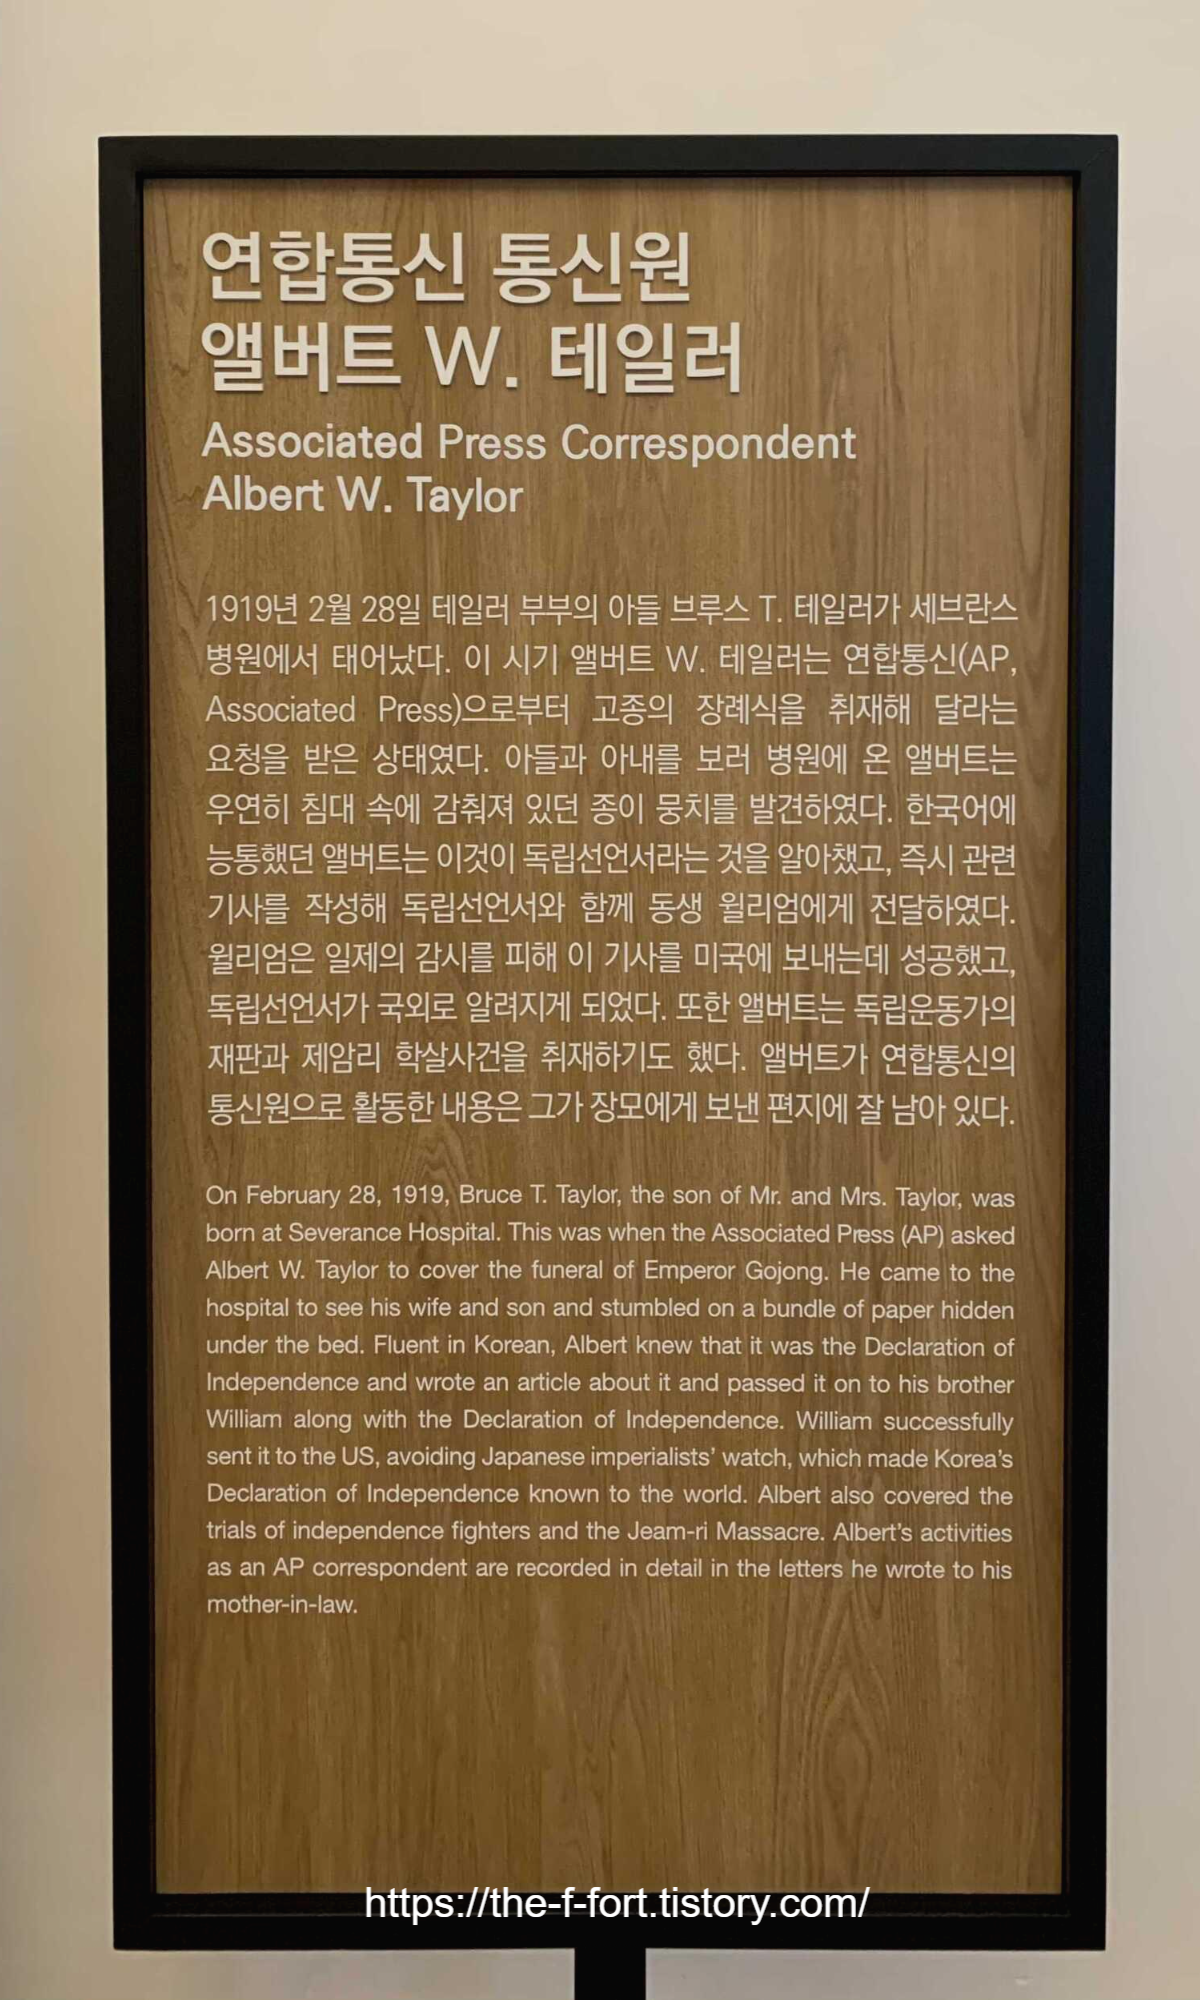 연합통신 통신원
앨버트 W. 테일러
Associated Press Correspondent
Albert W. Taylor
1919년 2월 28일 테일러 부부의 아들 브루스 T. 테일러가 세브란스
병원에서 태어났다. 이 시기 앨버트 W. 테일러는 연합통신(AP,
Associated Press)으로부터 고종의 장례식을 취재해 달라는
요청을 받은 상태였다. 아들과 아내를 보러 병원에 온 앨버트는
우연히 침대 속에 감춰져 있던 종이 뭉치를 발견하였다. 한국어에
능통했던 앨버트는 이것이 독립선언서라는 것을 알아챘고, 즉시 관련
기사를 작성해 독립선언서와 함께 동생 윌리엄에게 전달하였다.
윌리엄은 일제의 감시를 피해 이 기사를 미국에 보내는데 성공했고,
독립선언서가 국외로 알려지게 되었다. 또한 앨버트는 독립운동가의
재판과 제암리 학살사건을 취재하기도 했다. 앨버트가 연합통신의
통신원으로 활동한 내용은 그가 장모에게 보낸 편지에 잘 남아 있다.
On February 28, 1919, Bruce T. Taylor, the son of Mr. and Mrs. Taylor, was
born at Severance Hospital. This was when the Associated Press (AP) asked
Albert W. Taylor to cover the funeral of Emperor Gojong. He came to the
hospital to see his wife and son and stumbled on a bundle of paper hidden
under the bed. Fluent in Korean, Albert knew that it was the Declaration of
Independence and wrote an article about it and passed it on to his brother
William along with the Declaration of Independence. William successfully
sent it to the US, avoiding Japanese imperialists’ watch, which made Korea’s
Declaration of Independence known to the world. Albert also covered the
trials of independence fighters and the Jeam-ri Massacre. Albert’s activities
as an AP correspondent are recorded in detail in the letters he wrote to his
mother-in-law.
https://the-f-fort.tistory.com/